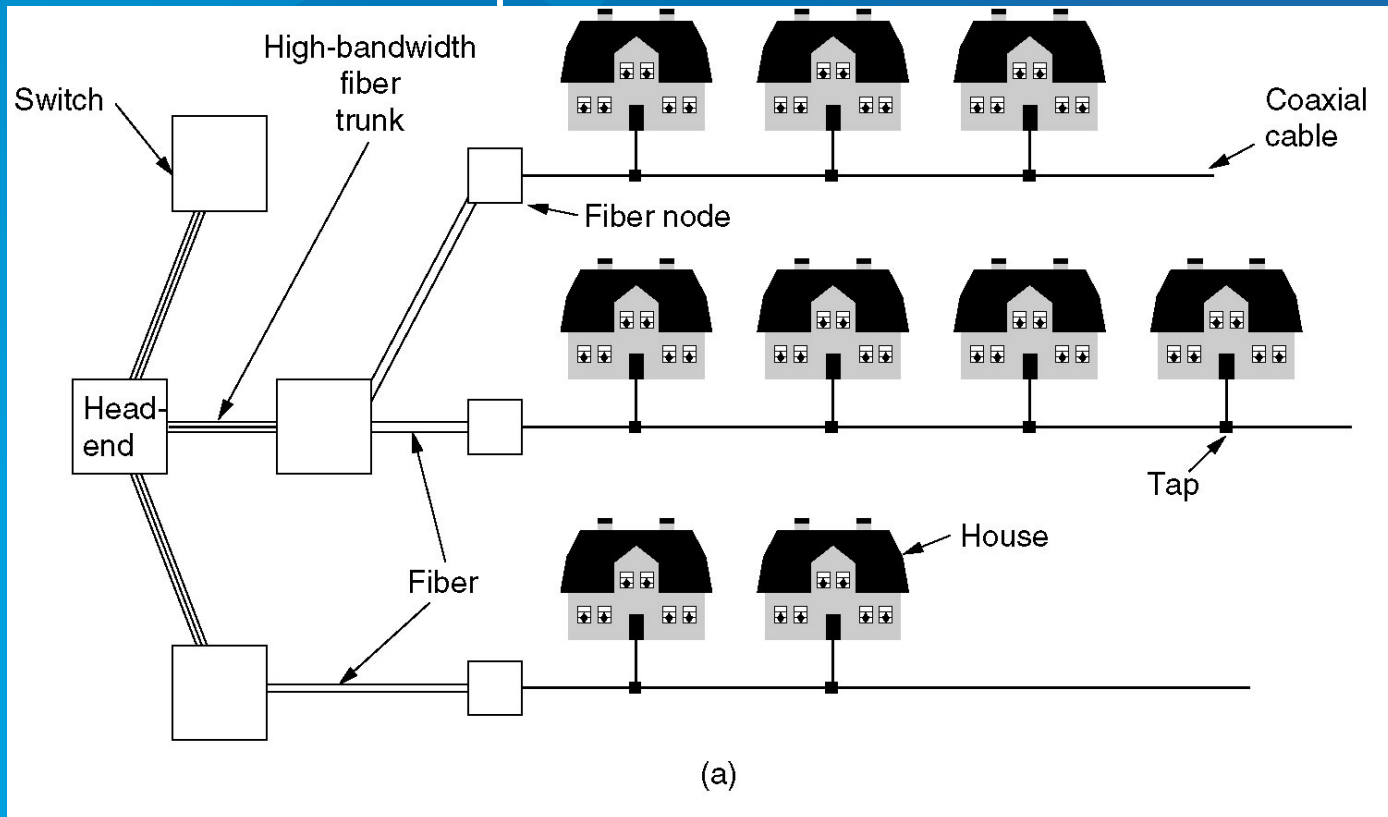 High-bandwidth
fiber
trunk
Switch
Coaxial
cable
Fiber node
Head-
end
Tap
House
Fiber
(a)